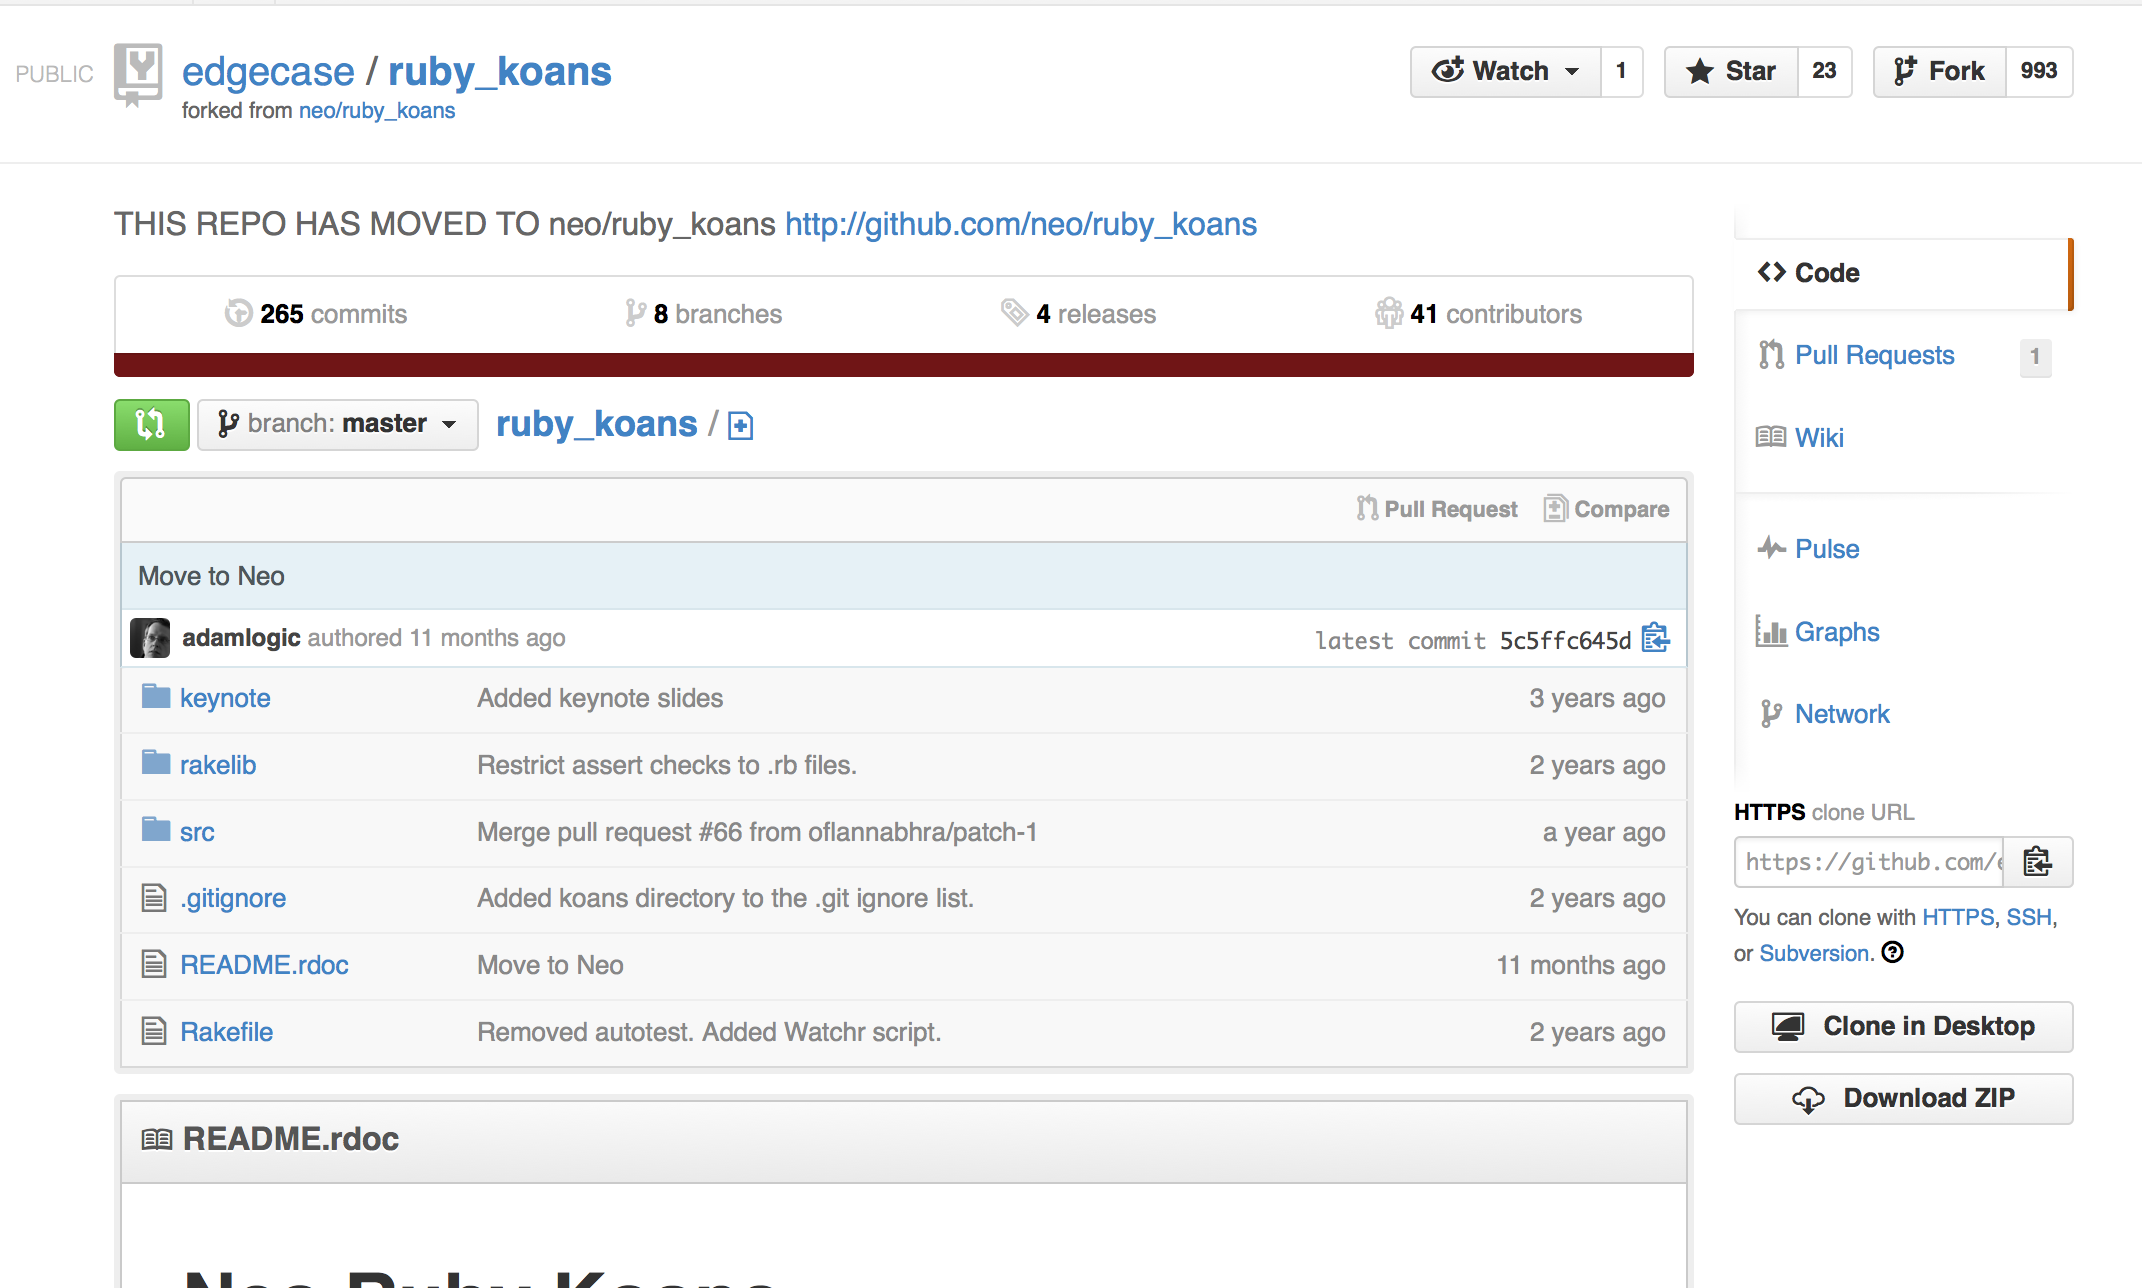 PUBLIC edgecase / ruby_koans
forked from neo/ruby_koans
Watch 1 Star 23 Fork 993
THIS REPO HAS MOVED TO neo/ruby_koans http://github.com/neo/ruby_koans
265 commits 8 branches 4 releases 41 contributors
branch: master ruby_koans /
Pull Request Compare
Move to Neo
adamlogic authored 11 months ago latest commit 5c5ffc645d
keynote Added keynote slides 3 years ago
rakelib Restrict assert checks to .rb files. 2 years ago
src Merge pull request #66 from oflannabhra/patch-1 a year ago
.gitignore Added koans directory to the .git ignore list. 2 years ago
README.rdoc Move to Neo 11 months ago
Rakefile Removed autotest. Added Watchr script. 2 years ago
README.rdoc
Neo Ruby Koans
Code
Pull Requests 1
Wiki
Pulse
Graphs
Network
HTTPS clone URL
https://github.com/e
You can clone with HTTPS, SSH,
or Subversion.
Clone in Desktop
Download ZIP